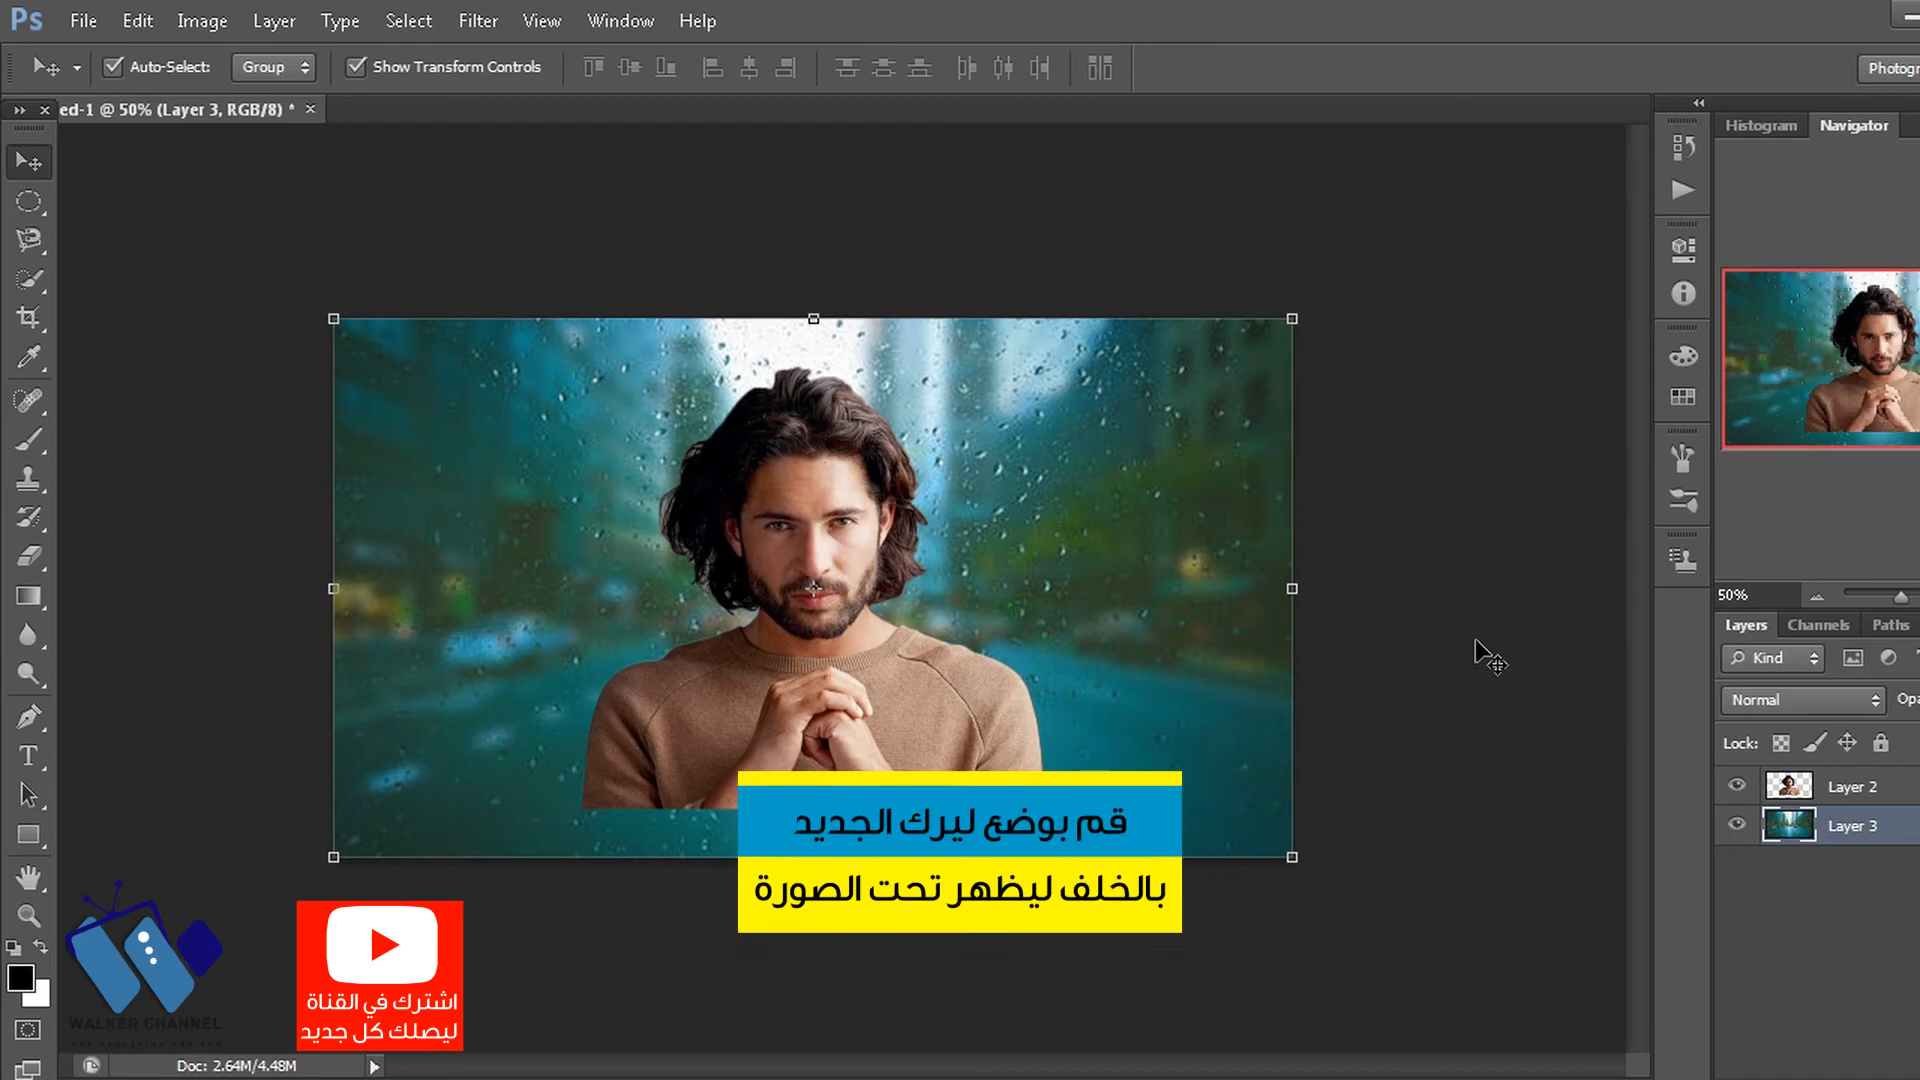 Ps File Edit Image Layer Type Select Filter View Window Help
Auto-Select: Group Show Transform Controls
Photogr
ed-1 @ 50% (Layer 3, RGB/8) * ×
Histogram Navigator
50%
Layers Channels Paths
Kind
Normal Opa
Lock:
Layer 2
Layer 3
قم بوضع ليرك الجديد
بالخلف ليظهر تحت الصورة
اشترك في القناة
ليصلك كل جديد
WALKER CHANNEL
Doc: 2.64M/4.48M